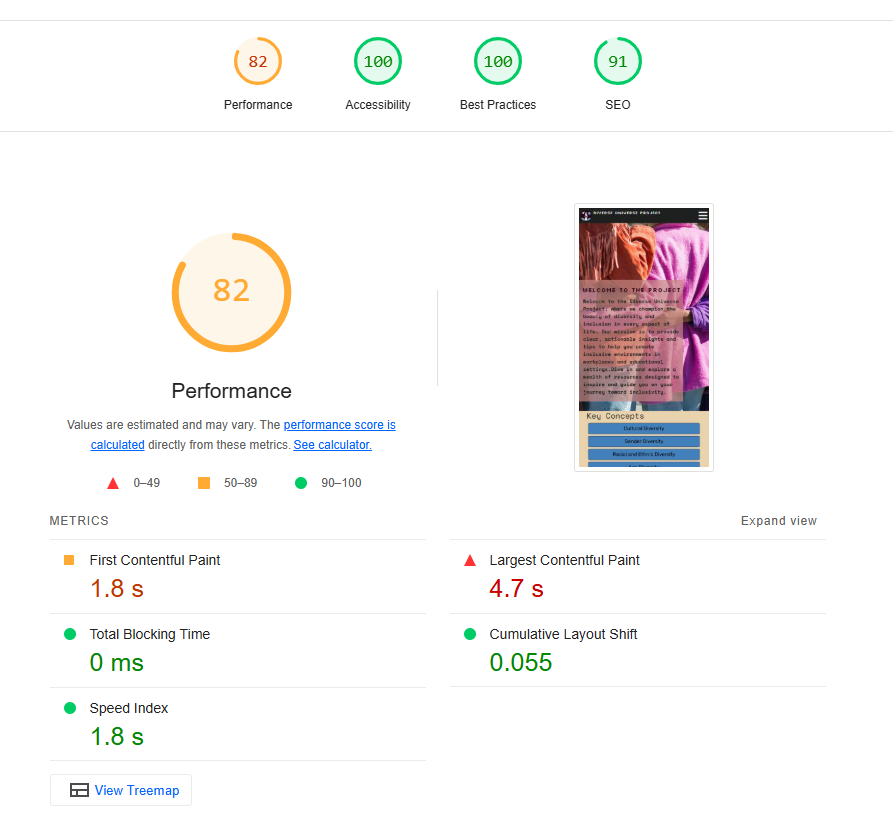 82
100
100
91
Performance
Accessibility
Best Practices
SEO
82
Performance
Values are estimated and may vary. The performance score is
calculated directly from these metrics. See calculator.
0–49
50–89
90–100
DIVERSE UNIVERSE PROJECT
WELCOME TO THE PROJECT
Welcome to the Diverse Universe
Project, where we champion the
beauty of diversity and
inclusion in every aspect of
life. Our mission is to provide
clear, actionable insights and
tips to help you create
inclusive environments in
workplaces and educational
settings.Dive in and explore a
wealth of resources designed to
inspire and guide you on your
journey toward inclusivity.
Key Concepts
Cultural Diversity
Gender Diversity
Racial and Ethnic Diversity
METRICS
Expand view
First Contentful Paint
1.8 s
Largest Contentful Paint
4.7 s
Total Blocking Time
0 ms
Cumulative Layout Shift
0.055
Speed Index
1.8 s
View Treemap